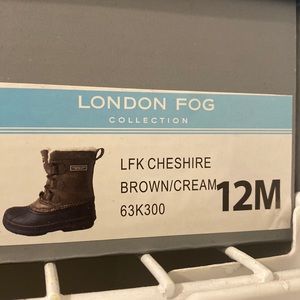 LONDON FOG
COLLECTION
LFK CHESHIRE
BROWN/CREAM
63K300
12M